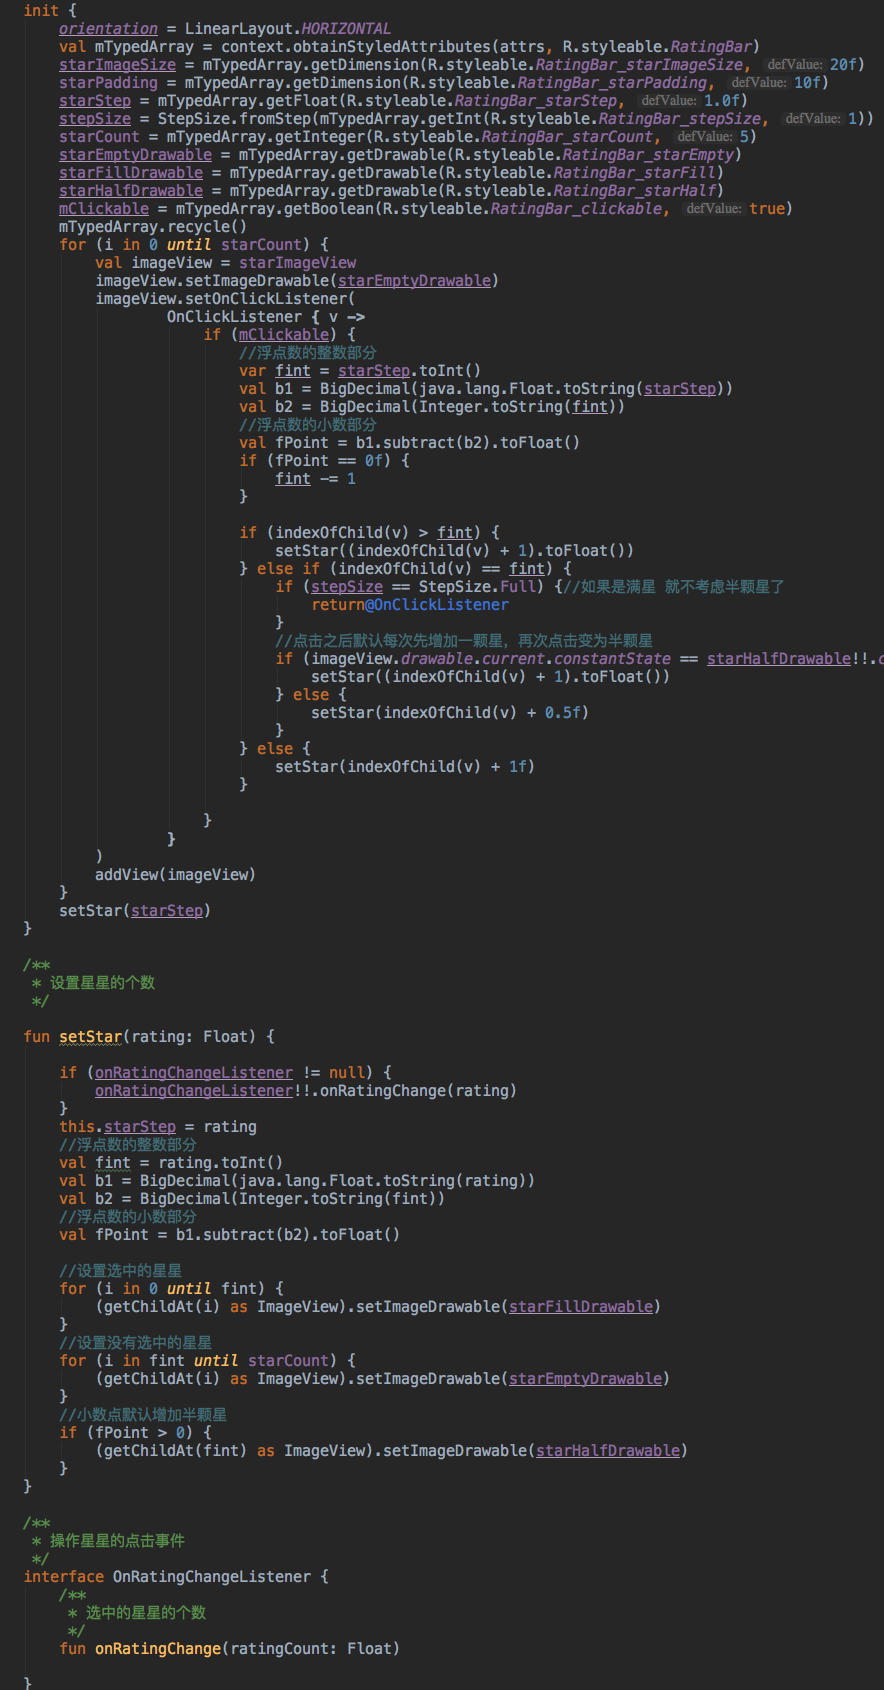 init {
    orientation = LinearLayout.HORIZONTAL
    val mTypedArray = context.obtainStyledAttributes(attrs, R.styleable.RatingBar)
    starImageSize = mTypedArray.getDimension(R.styleable.RatingBar_starImageSize, defValue: 20f)
    starPadding = mTypedArray.getDimension(R.styleable.RatingBar_starPadding, defValue: 10f)
    starStep = mTypedArray.getFloat(R.styleable.RatingBar_starStep, defValue: 1.0f)
    stepSize = StepSize.fromStep(mTypedArray.getInt(R.styleable.RatingBar_stepSize, defValue: 1))
    starCount = mTypedArray.getInteger(R.styleable.RatingBar_starCount, defValue: 5)
    starEmptyDrawable = mTypedArray.getDrawable(R.styleable.RatingBar_starEmpty)
    starFillDrawable = mTypedArray.getDrawable(R.styleable.RatingBar_starFill)
    starHalfDrawable = mTypedArray.getDrawable(R.styleable.RatingBar_starHalf)
    mClickable = mTypedArray.getBoolean(R.styleable.RatingBar_clickable, defValue: true)
    mTypedArray.recycle()
    for (i in 0 until starCount) {
        val imageView = starImageView
        imageView.setImageDrawable(starEmptyDrawable)
        imageView.setOnClickListener(
                OnClickListener { v ->
                    if (mClickable) {
                        //浮点数的整数部分
                        var fint = starStep.toInt()
                        val b1 = BigDecimal(java.lang.Float.toString(starStep))
                        val b2 = BigDecimal(Integer.toString(fint))
                        //浮点数的小数部分
                        val fPoint = b1.subtract(b2).toFloat()
                        if (fPoint == 0f) {
                            fint -= 1
                        }

                        if (indexOfChild(v) > fint) {
                            setStar((indexOfChild(v) + 1).toFloat())
                        } else if (indexOfChild(v) == fint) {
                            if (stepSize == StepSize.Full) {//如果是满星 就不考虑半颗星了
                                return@OnClickListener
                            }
                            //点击之后默认每次先增加一颗星，再次点击变为半颗星
                            if (imageView.drawable.current.constantState == starHalfDrawable!!.c
                                setStar((indexOfChild(v) + 1).toFloat())
                            } else {
                                setStar(indexOfChild(v) + 0.5f)
                            }
                        } else {
                            setStar(indexOfChild(v) + 1f)
                        }

                    }
                }
        )
        addView(imageView)
    }
    setStar(starStep)
}

/**
 * 设置星星的个数
 */

fun setStar(rating: Float) {

    if (onRatingChangeListener != null) {
        onRatingChangeListener!!.onRatingChange(rating)
    }
    this.starStep = rating
    //浮点数的整数部分
    val fint = rating.toInt()
    val b1 = BigDecimal(java.lang.Float.toString(rating))
    val b2 = BigDecimal(Integer.toString(fint))
    //浮点数的小数部分
    val fPoint = b1.subtract(b2).toFloat()

    //设置选中的星星
    for (i in 0 until fint) {
        (getChildAt(i) as ImageView).setImageDrawable(starFillDrawable)
    }
    //设置没有选中的星星
    for (i in fint until starCount) {
        (getChildAt(i) as ImageView).setImageDrawable(starEmptyDrawable)
    }
    //小数点默认增加半颗星
    if (fPoint > 0) {
        (getChildAt(fint) as ImageView).setImageDrawable(starHalfDrawable)
    }
}

/**
 * 操作星星的点击事件
 */
interface OnRatingChangeListener {
    /**
     * 选中的星星的个数
     */
    fun onRatingChange(ratingCount: Float)

}